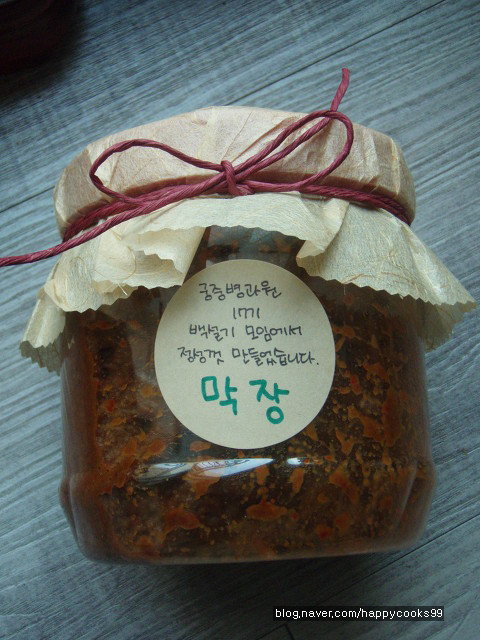 궁중병과원
1기
백설기 모임에서
정성껏 만들었습니다.
막장
blog.naver.com/happycooks99